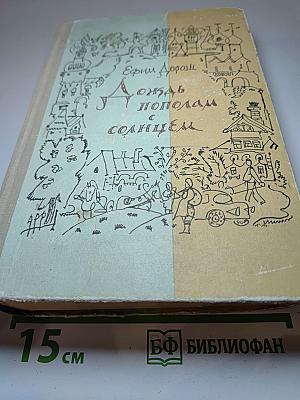 Ефим Дорош
Дождь
пополам
с
солнцем
15 см
БФ БИБЛИОФАН